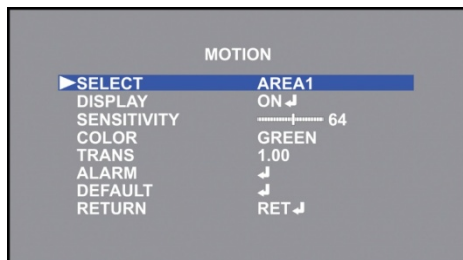 MOTION
SELECT AREA1
DISPLAY ON
SENSITIVITY 64
COLOR GREEN
TRANS 1.00
ALARM
DEFAULT
RETURN RET